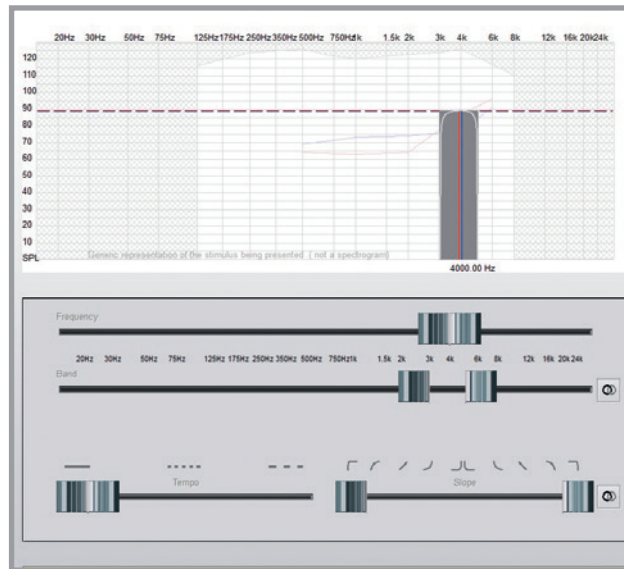 20Hz 30Hz 50Hz 75Hz 125Hz 175Hz 250Hz 350Hz 500Hz 750Hz 1k 1.5k 2k 3k 4k 6k 8k 12k 16k 20k 24k
120
110
100
90
80
70
60
50
40
30
20
10
SPL
Generic representation of the stimulus being presented ( not a spectrogram)
4000.00 Hz
Frequency
20Hz 30Hz 50Hz 75Hz 125Hz 175Hz 250Hz 350Hz 500Hz 750Hz 1k 1.5k 2k 3k 4k 6k 8k 12k 16k 20k 24k
Band
Tempo Slope